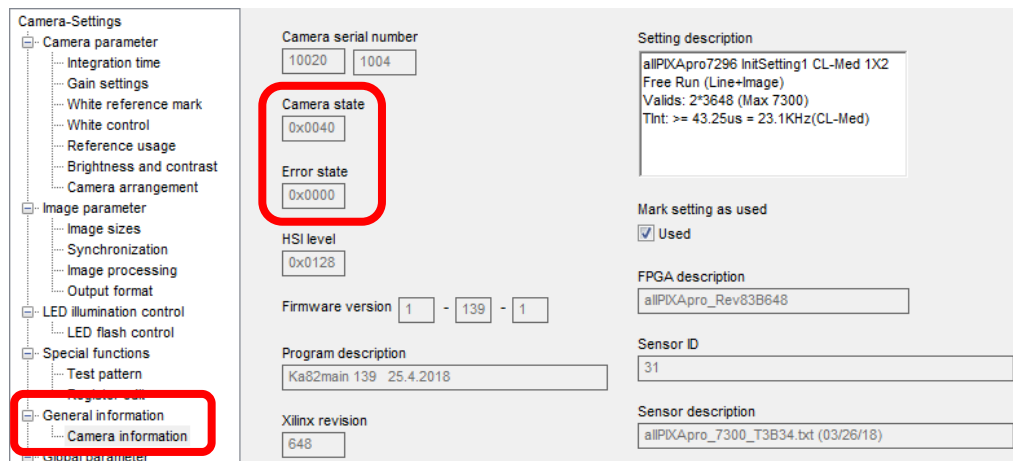 Camera-Settings
Camera parameter
Integration time
Gain settings
White reference mark
White control
Reference usage
Brightness and contrast
Camera arrangement
Image parameter
Image sizes
Synchronization
Image processing
Output format
LED illumination control
LED flash control
Special functions
Test pattern
General information
Camera information
Global parameter
Camera serial number
10020 1004
Camera state
0x0040
Error state
0x0000
HSI level
0x0128
Firmware version 1 - 139 - 1
Program description
Ka82main 139 25.4.2018
Xilinx revision
648
Setting description
allPIXApro7296 InitSetting1 CL-Med 1X2
Free Run (Line+Image)
Valids: 2*3648 (Max 7300)
TInt: >= 43.25us = 23.1KHz(CL-Med)
Mark setting as used
Used
FPGA description
allPIXApro_Rev83B648
Sensor ID
31
Sensor description
allPIXApro_7300_T3B34.txt (03/26/18)